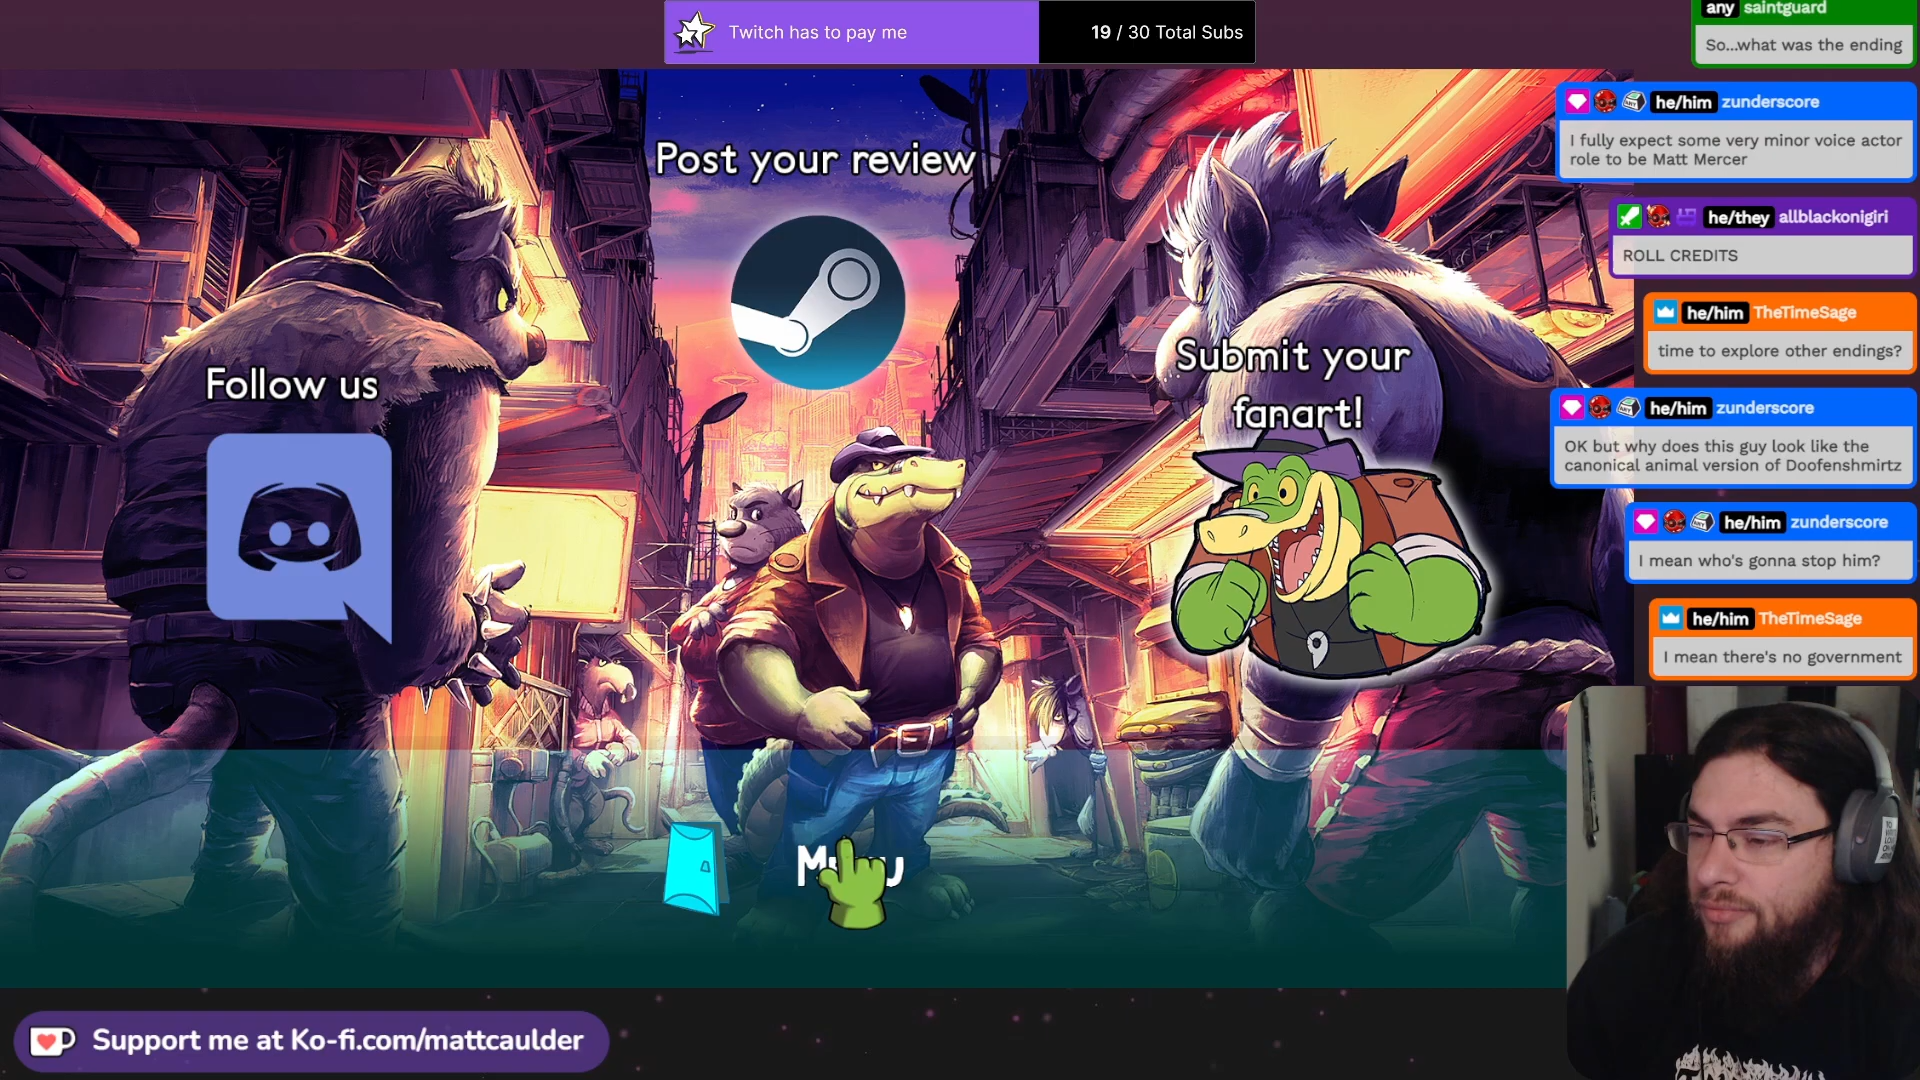 Twitch has to pay me
19 / 30 Total Subs
any saintguard
So...what was the ending
he/him zunderscore
I fully expect some very minor voice actor
role to be Matt Mercer
he/they allblackonigiri
ROLL CREDITS
he/him TheTimeSage
time to explore other endings?
he/him zunderscore
OK but why does this guy look like the
canonical animal version of Doofenshmirtz
he/him zunderscore
I mean who's gonna stop him?
he/him TheTimeSage
I mean there's no government
Post your review
Follow us
Submit your
fanart!
Support me at Ko-fi.com/mattcaulder